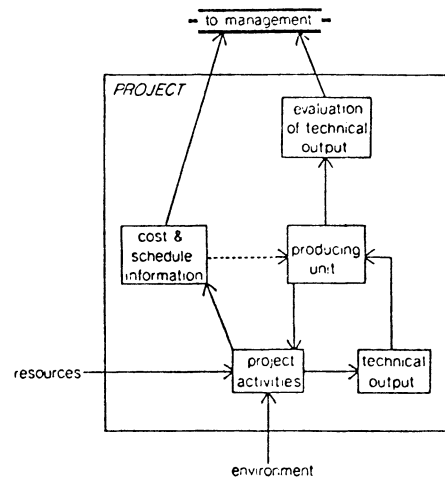 to management
PROJECT
evaluation
of technical
output
cost &
schedule
information
producing
unit
project
activities
technical
output
resources
environment